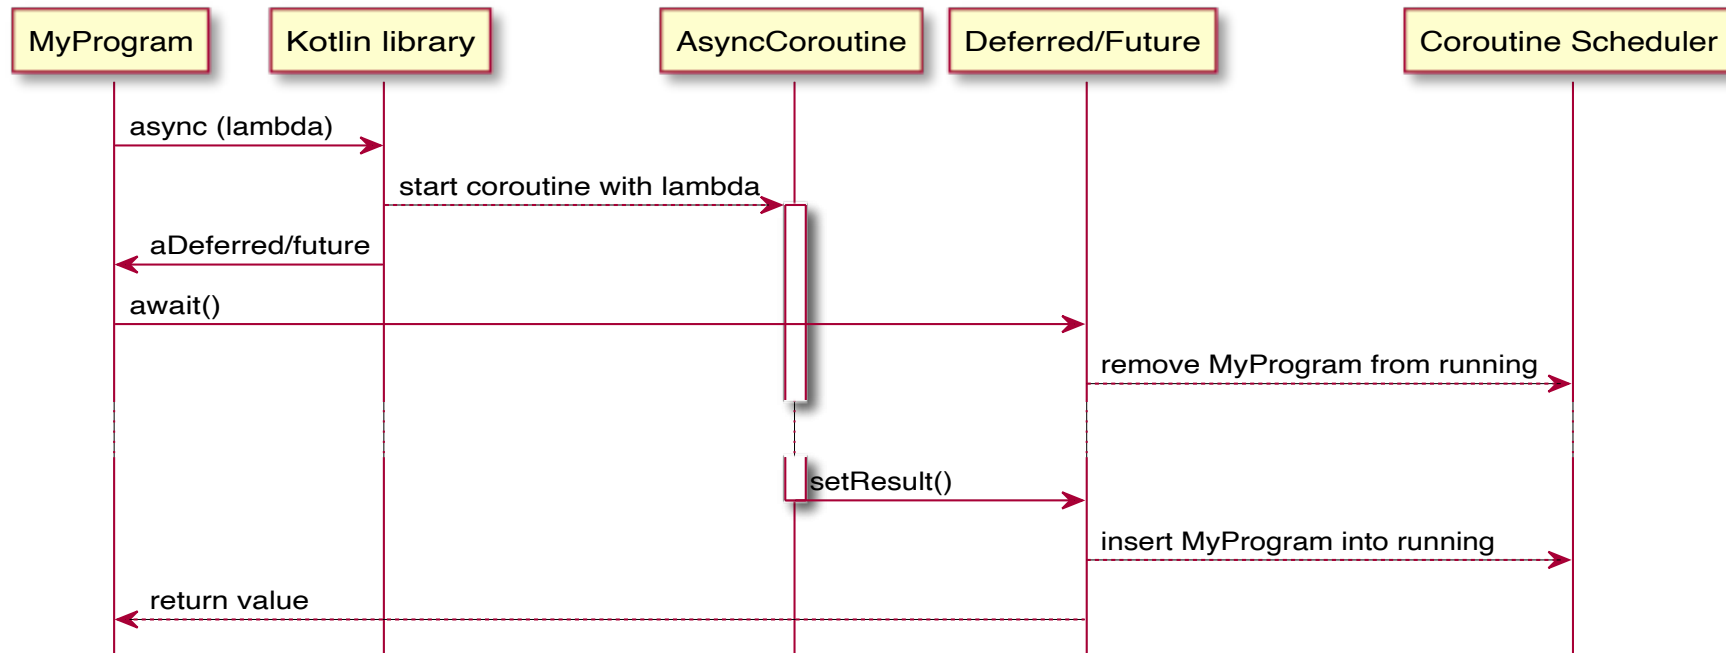 MyProgram
Kotlin library
AsyncCoroutine
Deferred/Future
Coroutine Scheduler
async (lambda)
start coroutine with lambda
aDeferred/future
await()
remove MyProgram from running
setResult()
insert MyProgram into running
return value